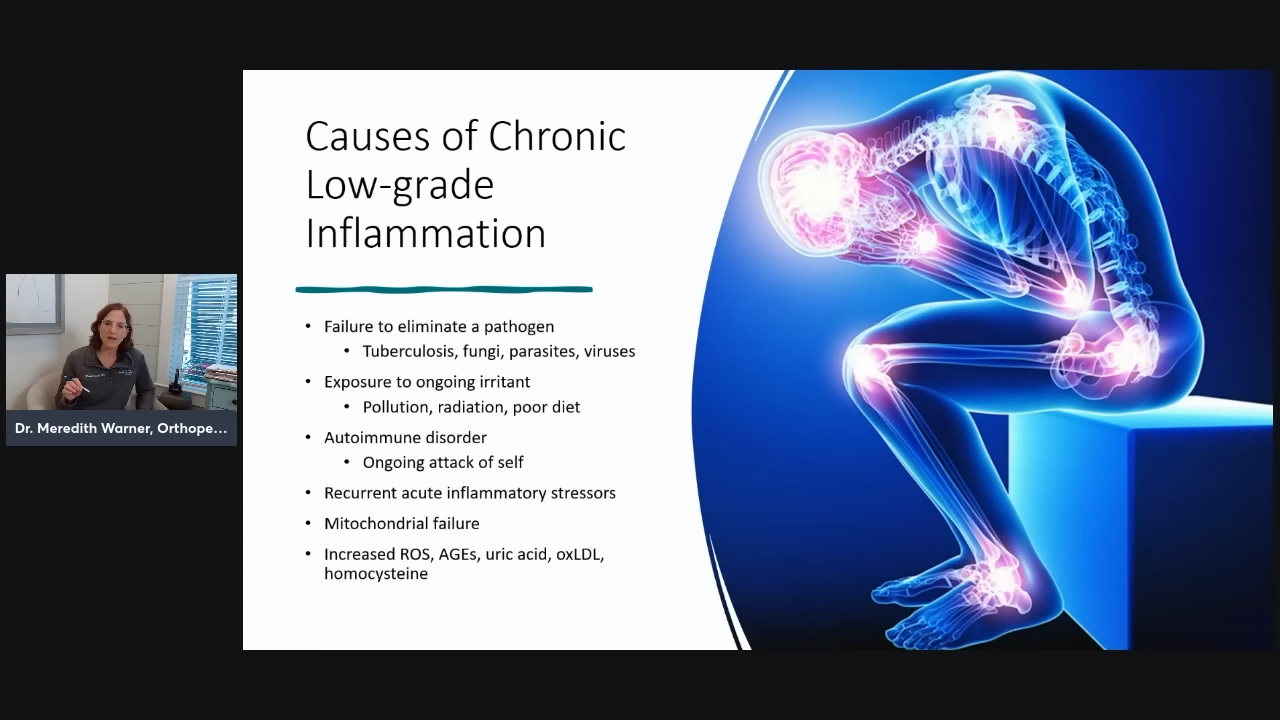 Causes of Chronic
Low-grade
Inflammation
• Failure to eliminate a pathogen
• Tuberculosis, fungi, parasites, viruses
• Exposure to ongoing irritant
• Pollution, radiation, poor diet
• Autoimmune disorder
• Ongoing attack of self
• Recurrent acute inflammatory stressors
• Mitochondrial failure
• Increased ROS, AGEs, uric acid, oxLDL,
homocysteine
Dr. Meredith Warner, Orthope...